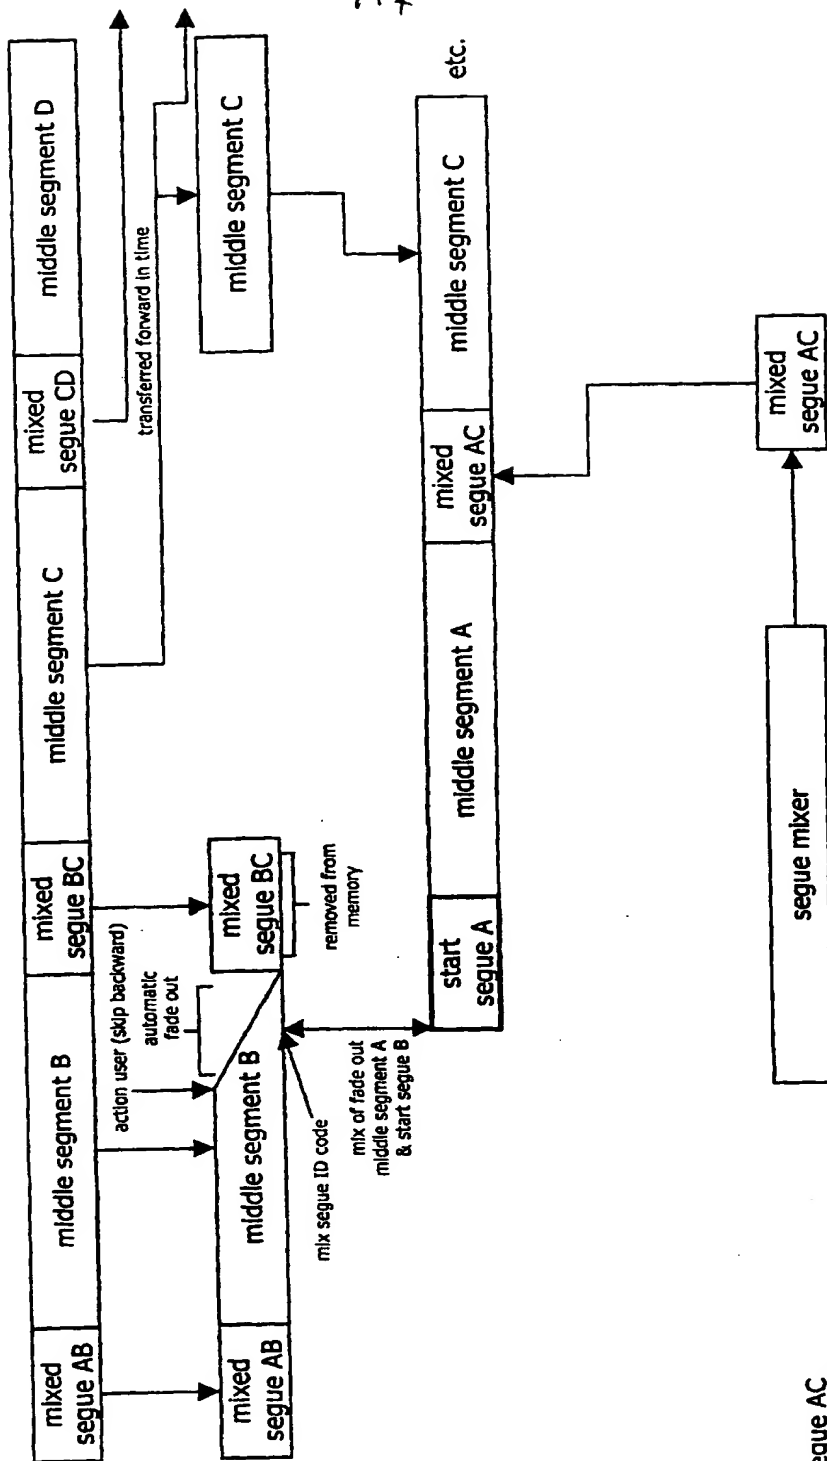 mixed
segue AB
middle segment B
mixed
segue BC
middle segment C
mixed
segue CD
middle segment D
action user (skip backward)
automatic
fade out
transferred forward in time
mixed
segue AB
middle segment B
mixed
segue BC
middle segment C
mix segue ID code
removed from
memory
mix of fade out
middle segment A
& start segue B
start
segue A
middle segment A
mixed
segue AC
middle segment C
etc.
segue mixer
mixed
segue AC
segue AC